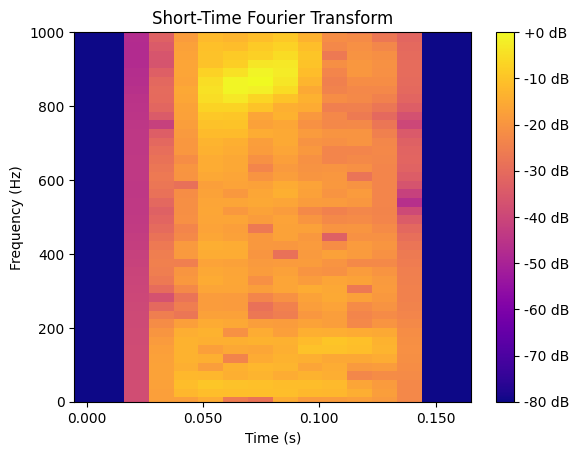 Short-Time Fourier Transform
1000
800
600
400
200
0
Frequency (Hz)
0.000
0.050
0.100
0.150
Time (s)
+0 dB
-10 dB
-20 dB
-30 dB
-40 dB
-50 dB
-60 dB
-70 dB
-80 dB